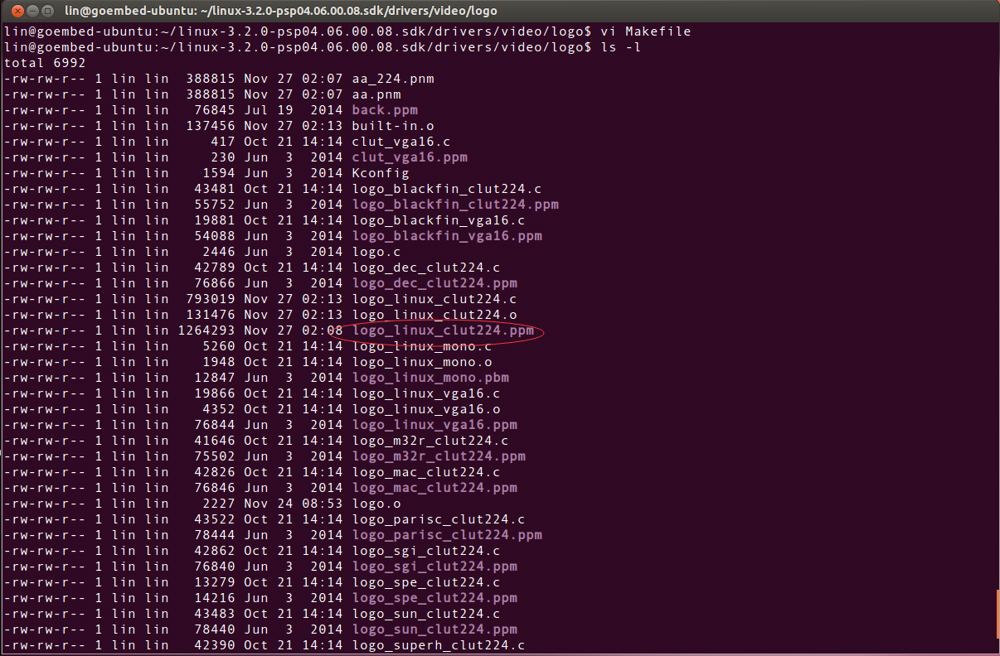 lin@goembed-ubuntu: ~/linux-3.2.0-psp04.06.00.08.sdk/drivers/video/logo
lin@goembed-ubuntu:~/linux-3.2.0-psp04.06.00.08.sdk/drivers/video/logo$ vi Makefile
lin@goembed-ubuntu:~/linux-3.2.0-psp04.06.00.08.sdk/drivers/video/logo$ ls -l
total 6992
-rw-rw-r-- 1 lin lin  388815 Nov 27 02:07 aa_224.pnm
-rw-rw-r-- 1 lin lin  388815 Nov 27 02:07 aa.pnm
-rw-rw-r-- 1 lin lin   76845 Jul 19  2014 back.ppm
-rw-rw-r-- 1 lin lin  137456 Nov 27 02:13 built-in.o
-rw-rw-r-- 1 lin lin     417 Oct 21 14:14 clut_vga16.c
-rw-rw-r-- 1 lin lin     230 Jun  3  2014 clut_vga16.ppm
-rw-rw-r-- 1 lin lin    1594 Jun  3  2014 Kconfig
-rw-rw-r-- 1 lin lin   43481 Oct 21 14:14 logo_blackfin_clut224.c
-rw-rw-r-- 1 lin lin   55752 Jun  3  2014 logo_blackfin_clut224.ppm
-rw-rw-r-- 1 lin lin   19881 Oct 21 14:14 logo_blackfin_vga16.c
-rw-rw-r-- 1 lin lin   54088 Jun  3  2014 logo_blackfin_vga16.ppm
-rw-rw-r-- 1 lin lin    2446 Jun  3  2014 logo.c
-rw-rw-r-- 1 lin lin   42789 Oct 21 14:14 logo_dec_clut224.c
-rw-rw-r-- 1 lin lin   76866 Jun  3  2014 logo_dec_clut224.ppm
-rw-rw-r-- 1 lin lin  793019 Nov 27 02:13 logo_linux_clut224.c
-rw-rw-r-- 1 lin lin  131476 Nov 27 02:13 logo_linux_clut224.o
-rw-rw-r-- 1 lin lin 1264293 Nov 27 02:08 logo_linux_clut224.ppm
-rw-rw-r-- 1 lin lin    5260 Oct 21 14:14 logo_linux_mono.c
-rw-rw-r-- 1 lin lin    1948 Oct 21 14:14 logo_linux_mono.o
-rw-rw-r-- 1 lin lin   12847 Jun  3  2014 logo_linux_mono.pbm
-rw-rw-r-- 1 lin lin   19866 Oct 21 14:14 logo_linux_vga16.c
-rw-rw-r-- 1 lin lin    4352 Oct 21 14:14 logo_linux_vga16.o
-rw-rw-r-- 1 lin lin   76844 Jun  3  2014 logo_linux_vga16.ppm
-rw-rw-r-- 1 lin lin   41646 Oct 21 14:14 logo_m32r_clut224.c
-rw-rw-r-- 1 lin lin   75502 Jun  3  2014 logo_m32r_clut224.ppm
-rw-rw-r-- 1 lin lin   42826 Oct 21 14:14 logo_mac_clut224.c
-rw-rw-r-- 1 lin lin   76846 Jun  3  2014 logo_mac_clut224.ppm
-rw-rw-r-- 1 lin lin    2227 Nov 24 08:53 logo.o
-rw-rw-r-- 1 lin lin   43522 Oct 21 14:14 logo_parisc_clut224.c
-rw-rw-r-- 1 lin lin   78444 Jun  3  2014 logo_parisc_clut224.ppm
-rw-rw-r-- 1 lin lin   42862 Oct 21 14:14 logo_sgi_clut224.c
-rw-rw-r-- 1 lin lin   76840 Jun  3  2014 logo_sgi_clut224.ppm
-rw-rw-r-- 1 lin lin   13279 Oct 21 14:14 logo_spe_clut224.c
-rw-rw-r-- 1 lin lin   14216 Jun  3  2014 logo_spe_clut224.ppm
-rw-rw-r-- 1 lin lin   43483 Oct 21 14:14 logo_sun_clut224.c
-rw-rw-r-- 1 lin lin   78440 Jun  3  2014 logo_sun_clut224.ppm
-rw-rw-r-- 1 lin lin   42390 Oct 21 14:14 logo_superh_clut224.c